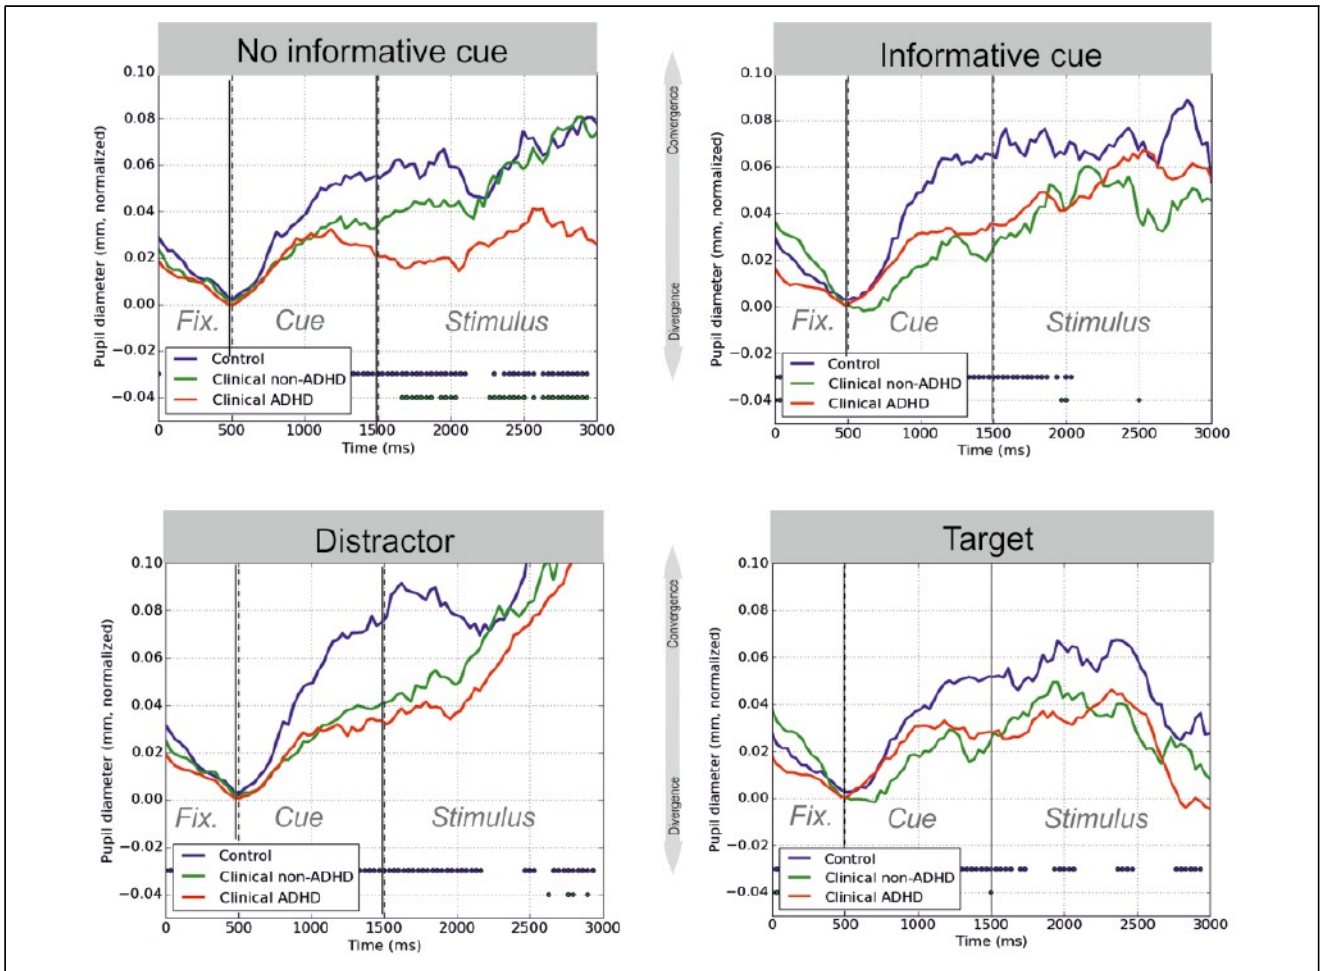 No informative cue
0.10
0.08
0.06
0.04
0.02
0.00
−0.02
−0.04
Pupil diameter (mm, normalized)
Fix.
Cue
Stimulus
Control
Clinical non-ADHD
Clinical ADHD
0
500
1000
1500
2000
2500
3000
Time (ms)
Convergence
Divergence
Informative cue
0.10
0.08
0.06
0.04
0.02
0.00
−0.02
−0.04
Pupil diameter (mm, normalized)
Fix.
Cue
Stimulus
Control
Clinical non-ADHD
Clinical ADHD
0
500
1000
1500
2000
2500
3000
Time (ms)
Distractor
0.10
0.08
0.06
0.04
0.02
0.00
−0.02
−0.04
Pupil diameter (mm, normalized)
Fix.
Cue
Stimulus
Control
Clinical non-ADHD
Clinical ADHD
0
500
1000
1500
2000
2500
3000
Time (ms)
Convergence
Divergence
Target
0.10
0.08
0.06
0.04
0.02
0.00
−0.02
−0.04
Pupil diameter (mm, normalized)
Fix.
Cue
Stimulus
Control
Clinical non-ADHD
Clinical ADHD
0
500
1000
1500
2000
2500
3000
Time (ms)